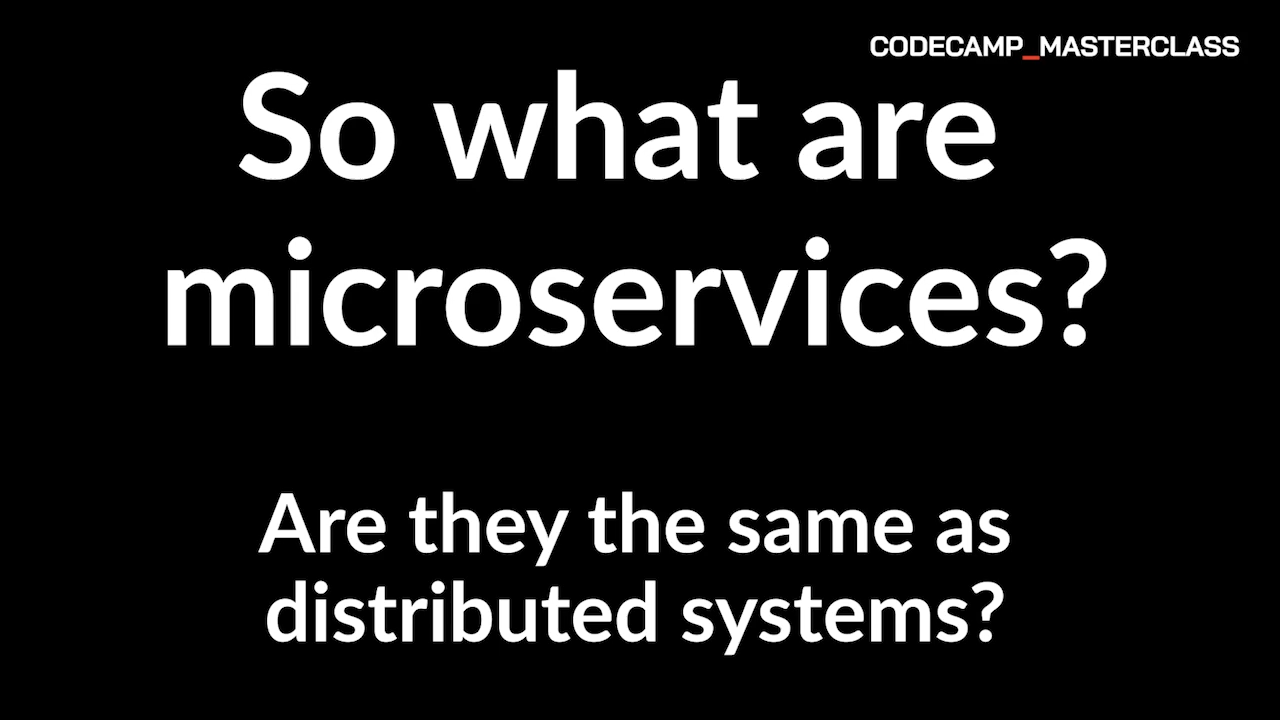 CODECAMP_MASTERCLASS
So what are
microservices?
Are they the same as
distributed systems?